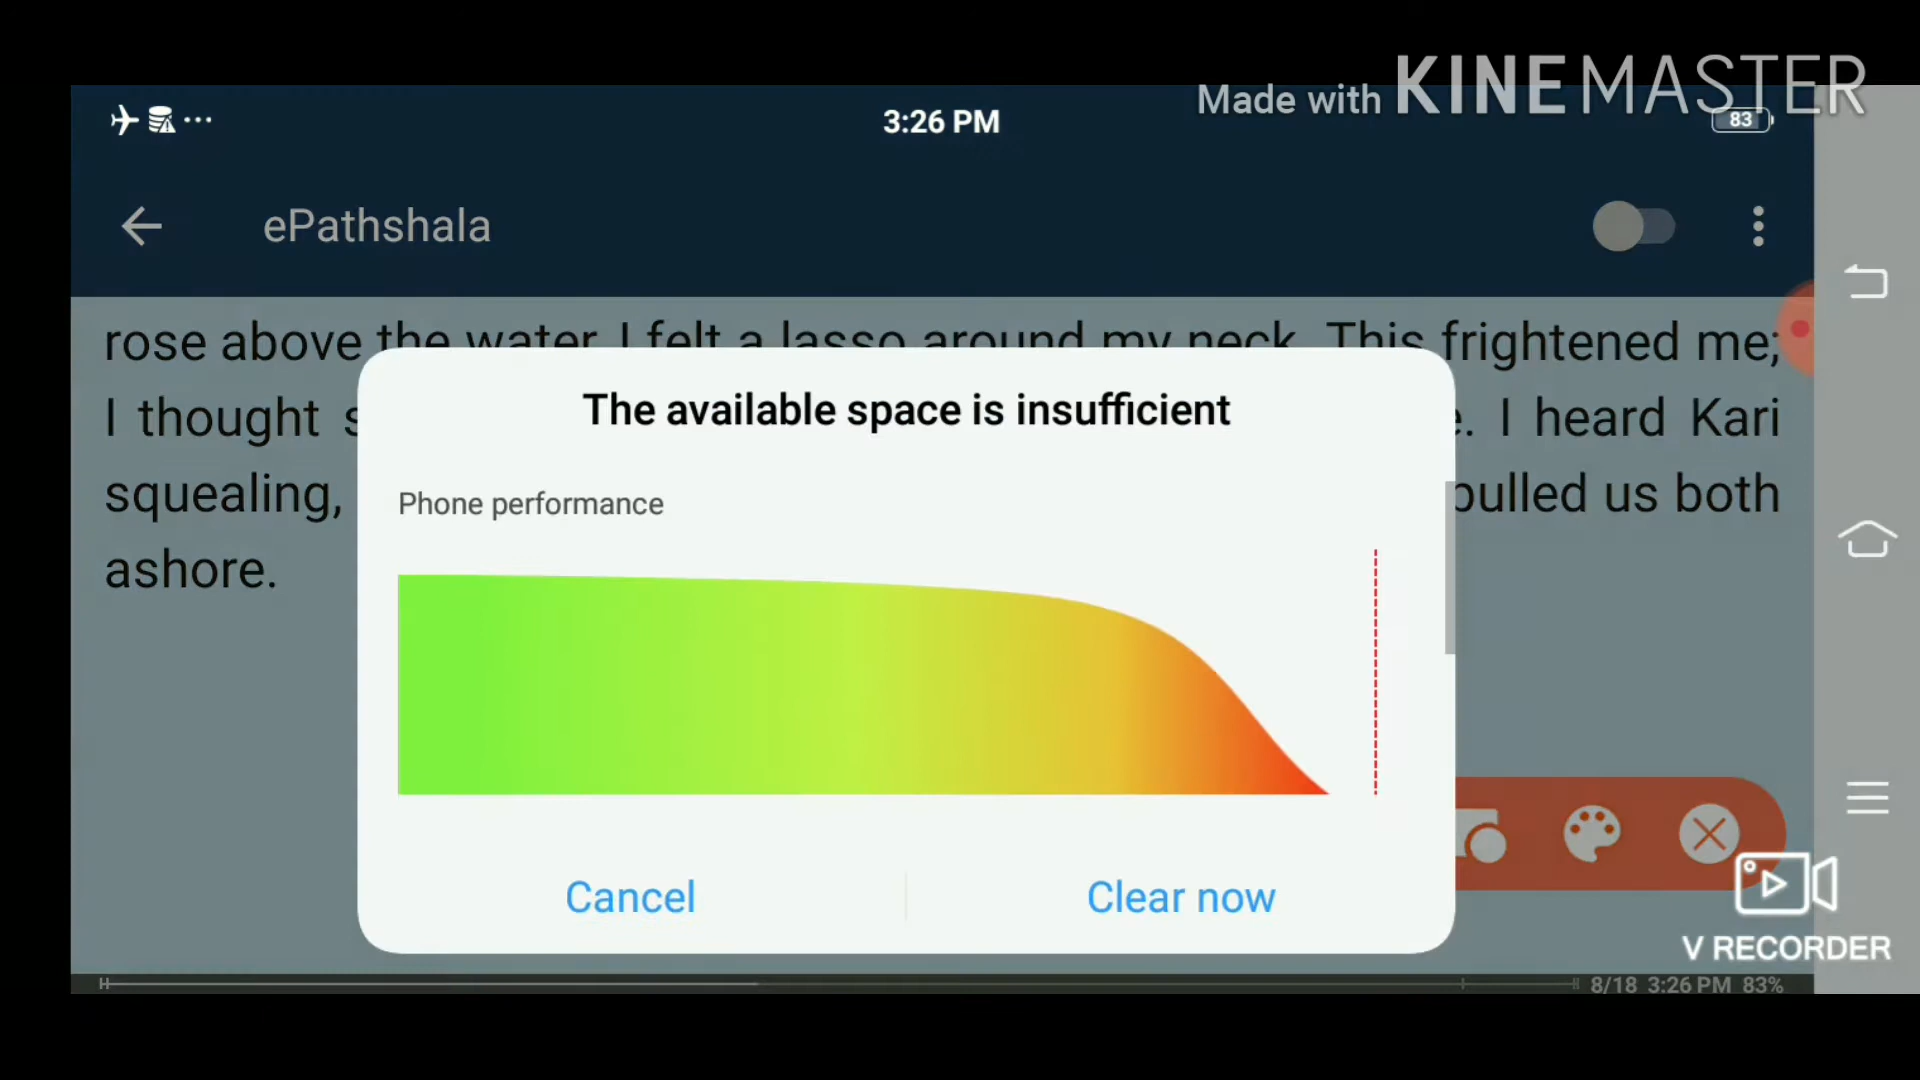 Made with KINEMASTER
3:26 PM
83
ePathshala
rose above the water, I felt a lasso around my neck. This frightened me;
I thought
e. I heard Kari
squealing,
pulled us both
ashore.
The available space is insufficient
Phone performance
Cancel
Clear now
V RECORDER
8/18 3:26 PM 83%